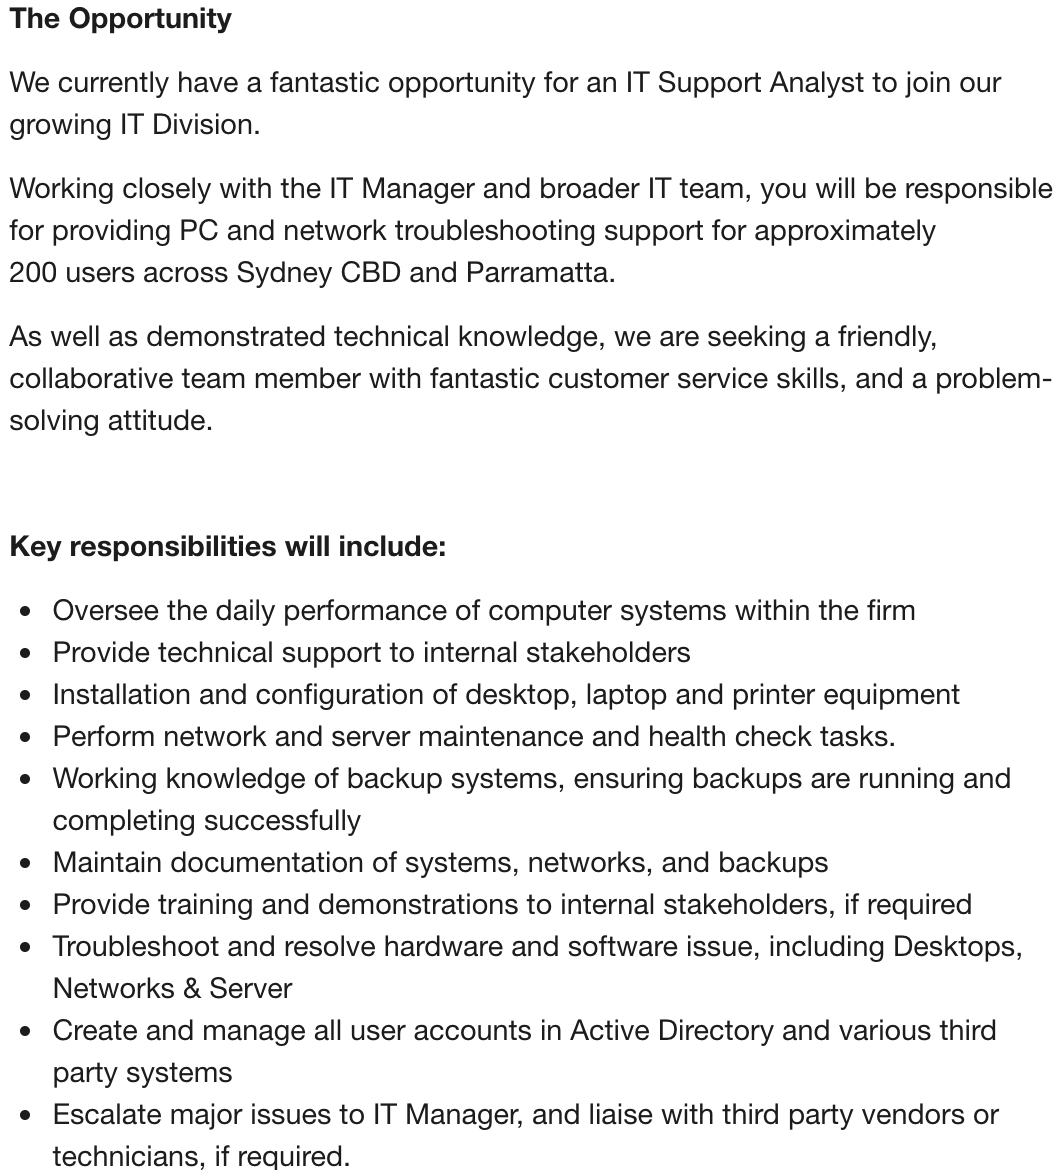 The Opportunity
We currently have a fantastic opportunity for an IT Support Analyst to join our
growing IT Division.
Working closely with the IT Manager and broader IT team, you will be responsible
for providing PC and network troubleshooting support for approximately
200 users across Sydney CBD and Parramatta.
As well as demonstrated technical knowledge, we are seeking a friendly,
collaborative team member with fantastic customer service skills, and a problem-
solving attitude.
Key responsibilities will include:
• Oversee the daily performance of computer systems within the firm
• Provide technical support to internal stakeholders
• Installation and configuration of desktop, laptop and printer equipment
• Perform network and server maintenance and health check tasks.
• Working knowledge of backup systems, ensuring backups are running and
completing successfully
• Maintain documentation of systems, networks, and backups
• Provide training and demonstrations to internal stakeholders, if required
• Troubleshoot and resolve hardware and software issue, including Desktops,
Networks & Server
• Create and manage all user accounts in Active Directory and various third
party systems
• Escalate major issues to IT Manager, and liaise with third party vendors or
technicians, if required.